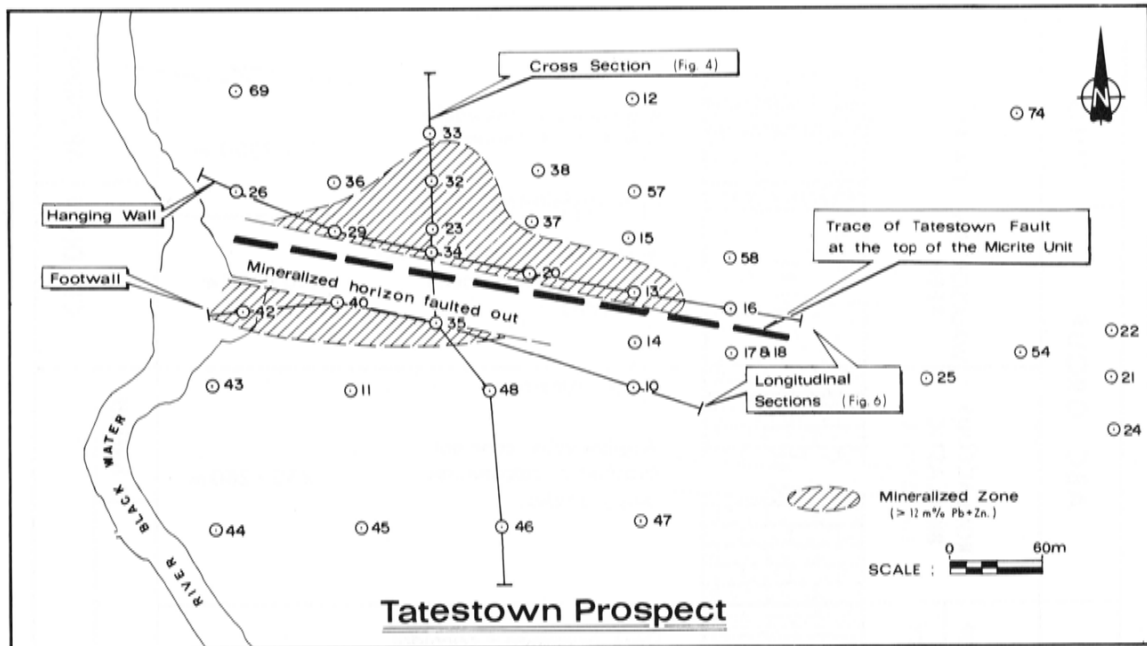 Cross Section (Fig. 4)
N
69
12
74
33
38
36
32
57
26
Hanging Wall
37
23
29
15
Trace of Tatestown Fault
at the top of the Micrite Unit
34
58
20
Mineralized horizon faulted out
Footwall
13
16
40
42
35
14
17&18
22
54
43
11
48
10
Longitudinal
Sections (Fig. 6)
25
21
24
RIVER BLACK WATER
Mineralized Zone
(> 12 m% Pb+Zn.)
44
45
46
47
0 60m
SCALE :
Tatestown Prospect